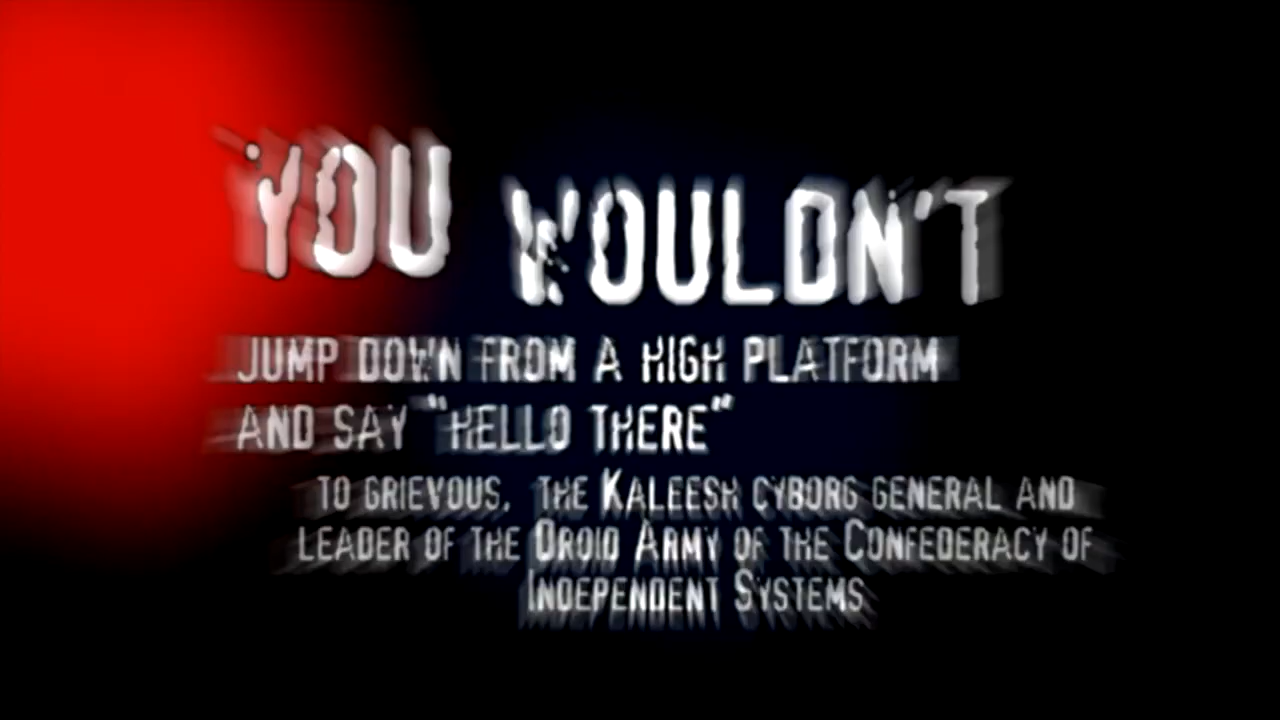 YOU WOULDN'T
JUMP DOWN FROM A HIGH PLATFORM
AND SAY "HELLO THERE"
TO GRIEVOUS, THE KALEESH CYBORG GENERAL AND
LEADER OF THE DROID ARMY OF THE CONFEDERACY OF
INDEPENDENT SYSTEMS